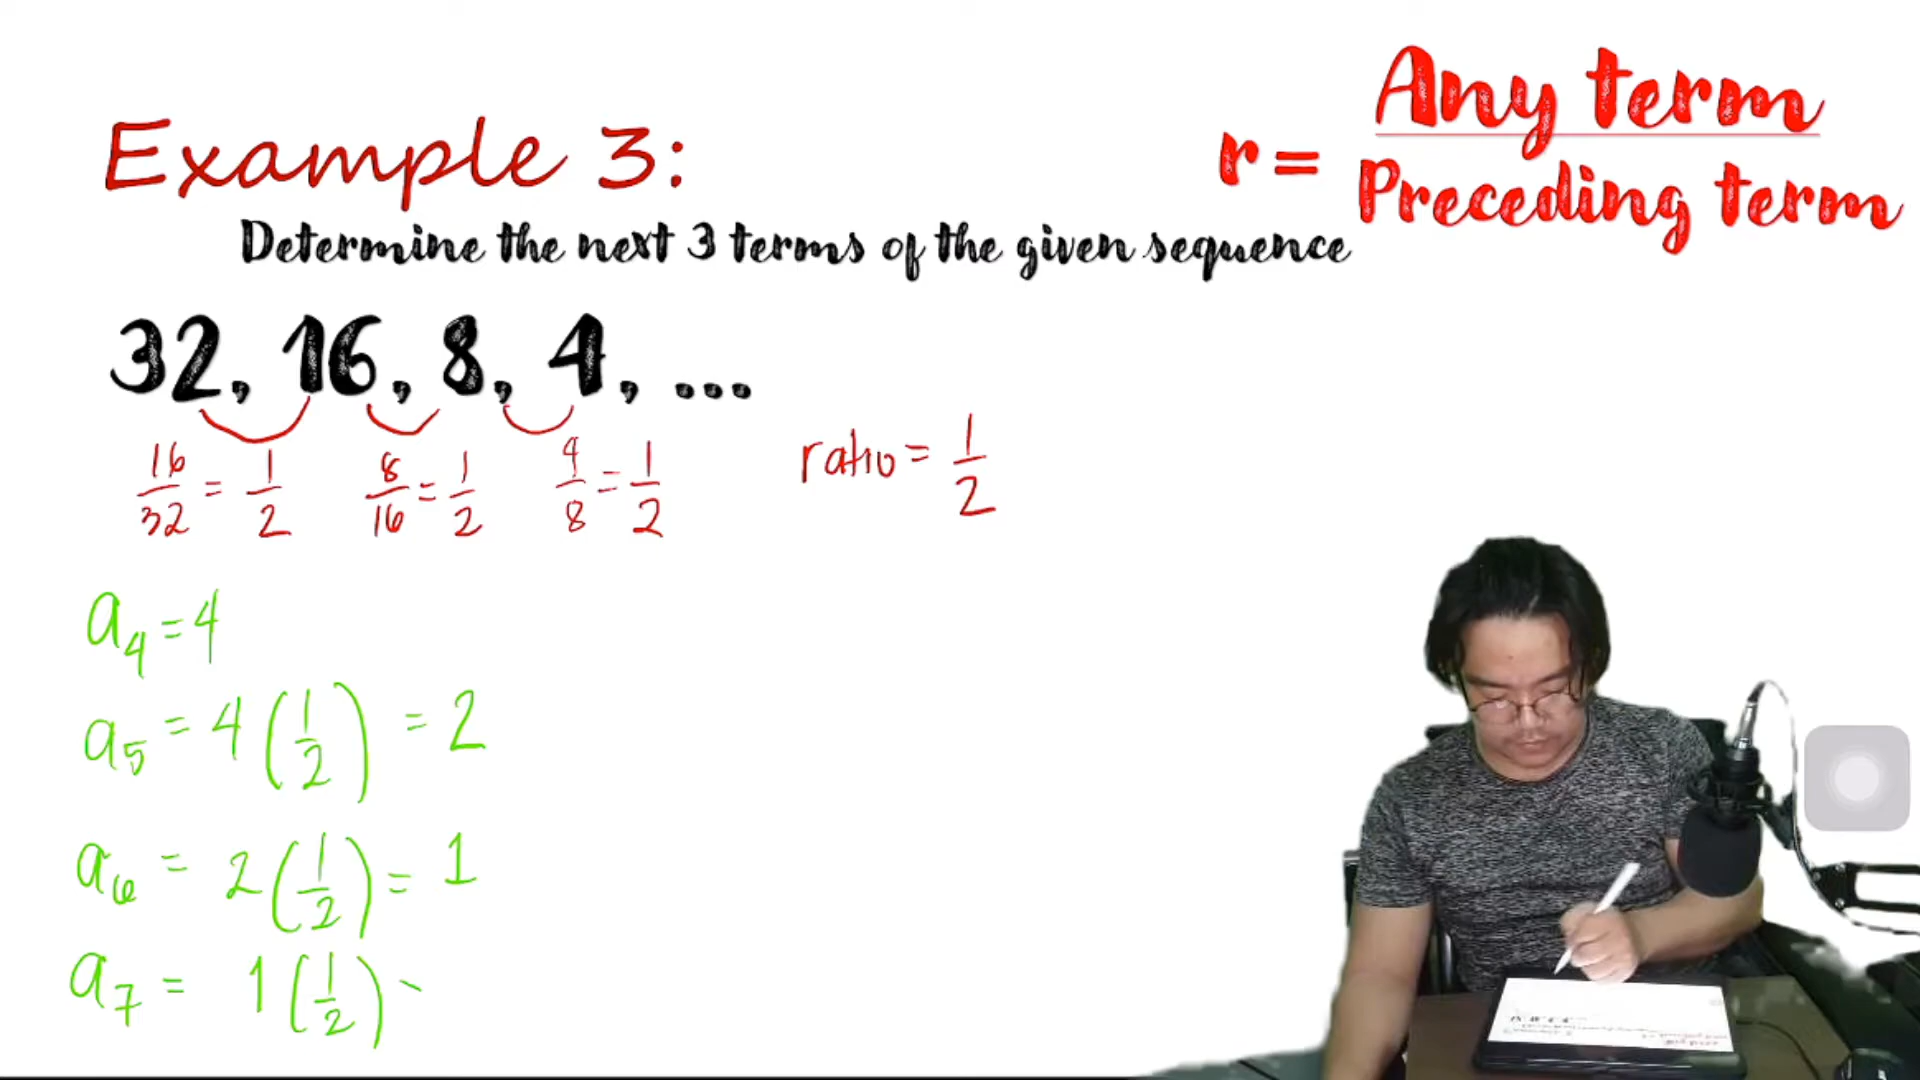 Example 3:
r = Any term / Preceding term
Determine the next 3 terms of the given sequence
32, 16, 8, 4, ...
16/32 = 1/2 8/16 = 1/2 4/8 = 1/2 ratio = 1/2
a₄ = 4
a₅ = 4 (1/2) = 2
a₆ = 2 (1/2) = 1
a₇ = 1 (1/2) -